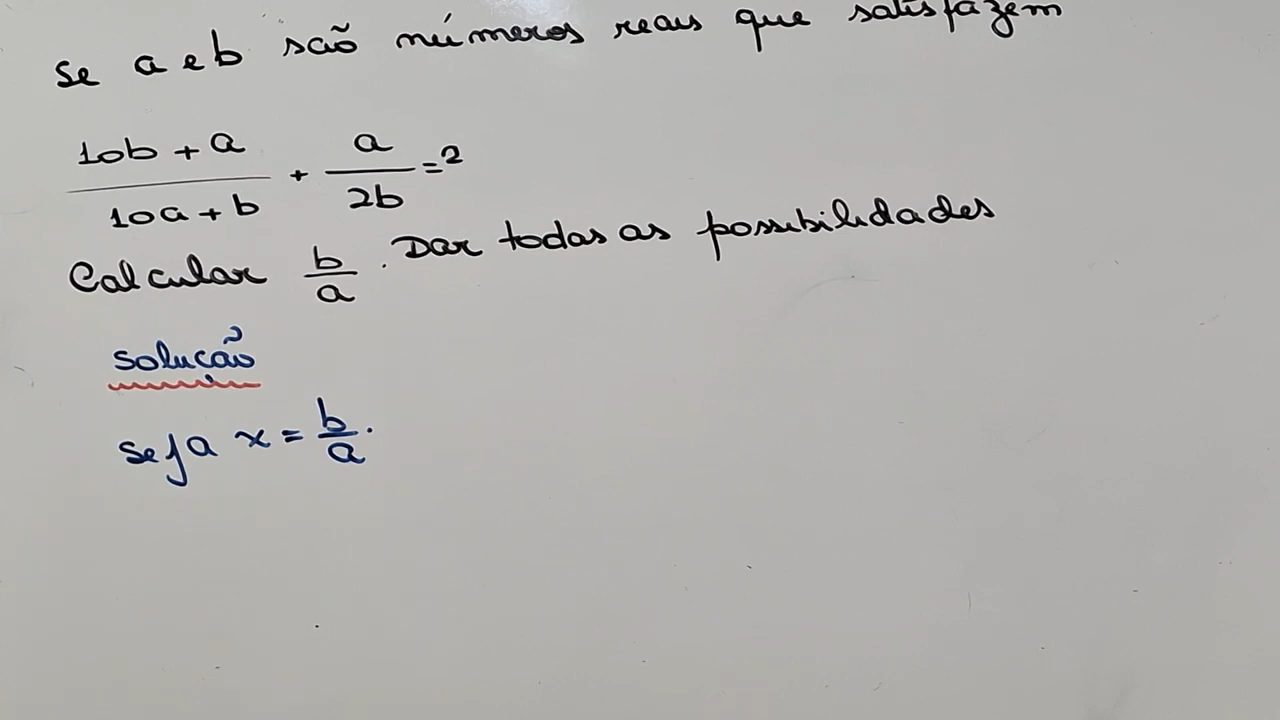 Se a e b são números reais que satisfazem
10b + a / 10a + b + a / 2b = 2
Calcular b / a . Dar todas as possibilidades
Solução
Seja x = b / a .